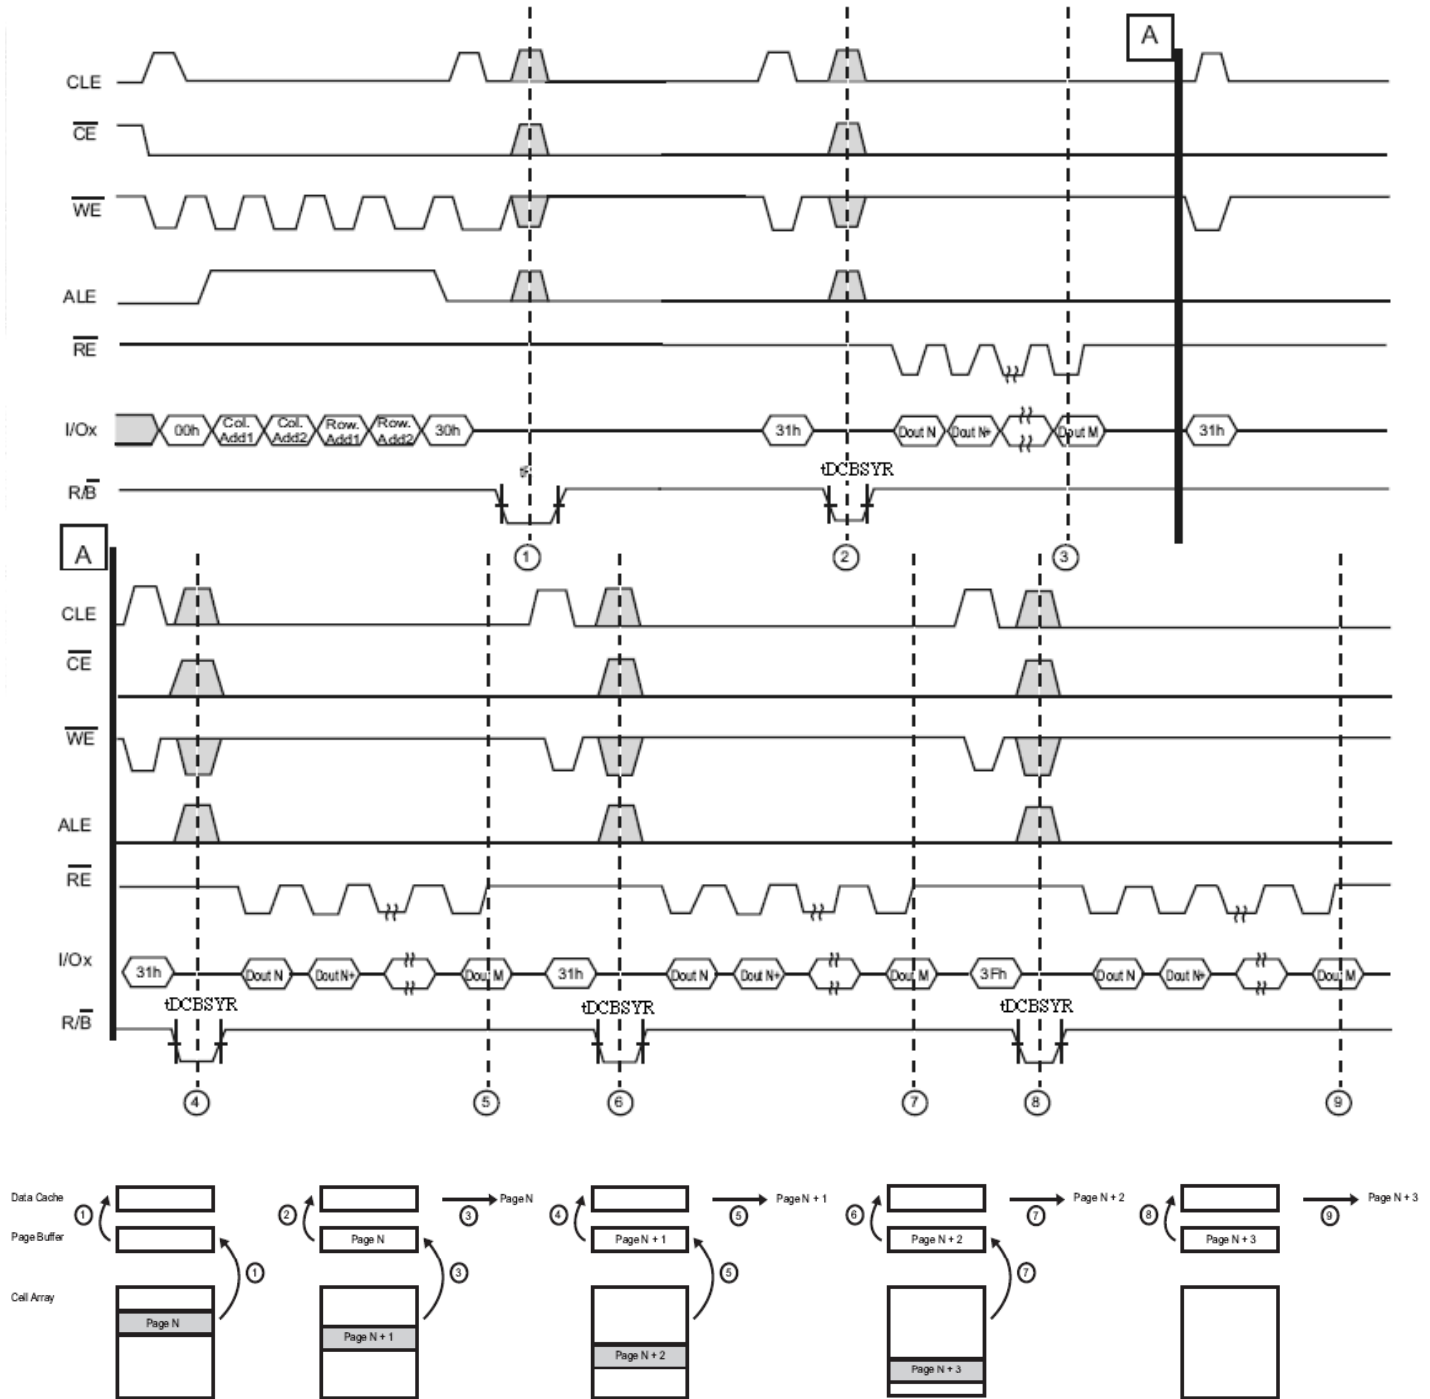 A
CLE
CE
WE
ALE
RE
I/Ox 00h Col. Add1 Col. Add2 Row. Add1 Row. Add2 30h 31h Dout N Dout N+ Dout M 31h
tDCBSYR
R/B
1 2 3
A
CLE
CE
WE
ALE
RE
I/Ox 31h Dout N Dout N+ Dout M 31h Dout N Dout N+ Dout M 3Fh Dout N Dout N+ Dout M
tDCBSYR tDCBSYR tDCBSYR
R/B
4 5 6 7 8 9
Data Cache 1 2 3 Page N 4 5 Page N + 1 6 7 Page N + 2 8 9 Page N + 3
Page Buffer Page N Page N + 1 Page N + 2 Page N + 3
1 3 5 7
Cell Array
Page N Page N + 1 Page N + 2 Page N + 3